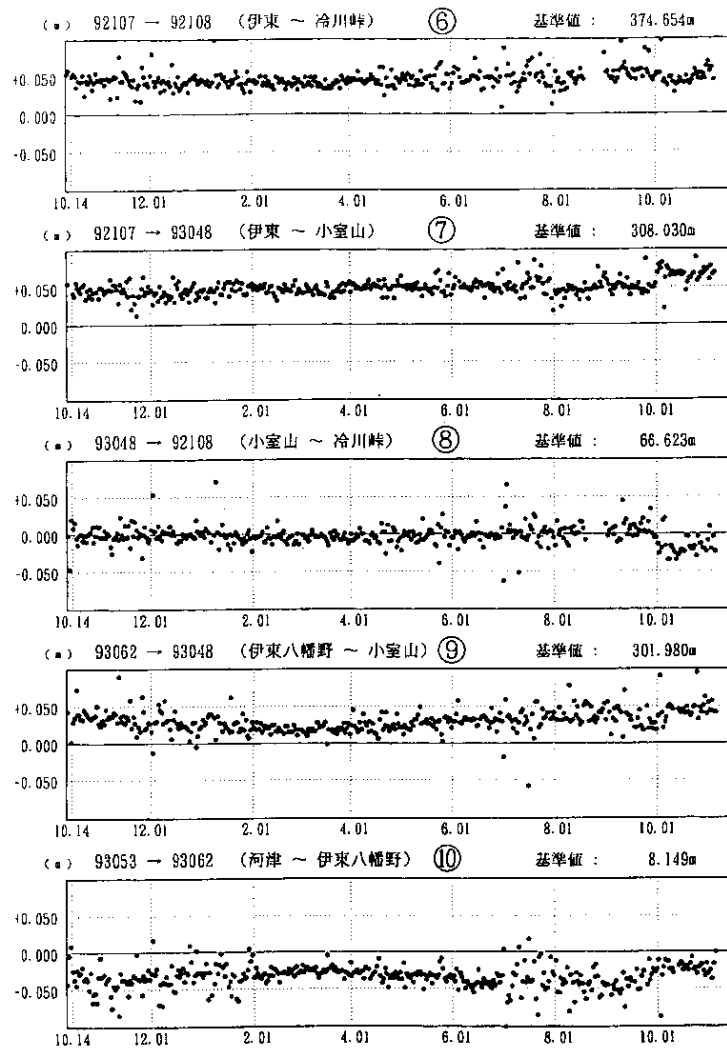 (m) 92107 → 92108 (伊東 ～ 冷川峠) ⑥ 基準値 : 374.654m
+0.050
0.000
-0.050
10.14 12.01 2.01 4.01 6.01 8.01 10.01
(m) 92107 → 93048 (伊東 ～ 小室山) ⑦ 基準値 : 308.030m
+0.050
0.000
-0.050
10.14 12.01 2.01 4.01 6.01 8.01 10.01
(m) 93048 → 92108 (小室山 ～ 冷川峠) ⑧ 基準値 : 66.623m
+0.050
0.000
-0.050
10.14 12.01 2.01 4.01 6.01 8.01 10.01
(m) 93062 → 93048 (伊東八幡野 ～ 小室山) ⑨ 基準値 : 301.980m
+0.050
0.000
-0.050
10.14 12.01 2.01 4.01 6.01 8.01 10.01
(m) 93053 → 93062 (河津 ～ 伊東八幡野) ⑩ 基準値 : 8.149m
+0.050
0.000
-0.050
10.14 12.01 2.01 4.01 6.01 8.01 10.01